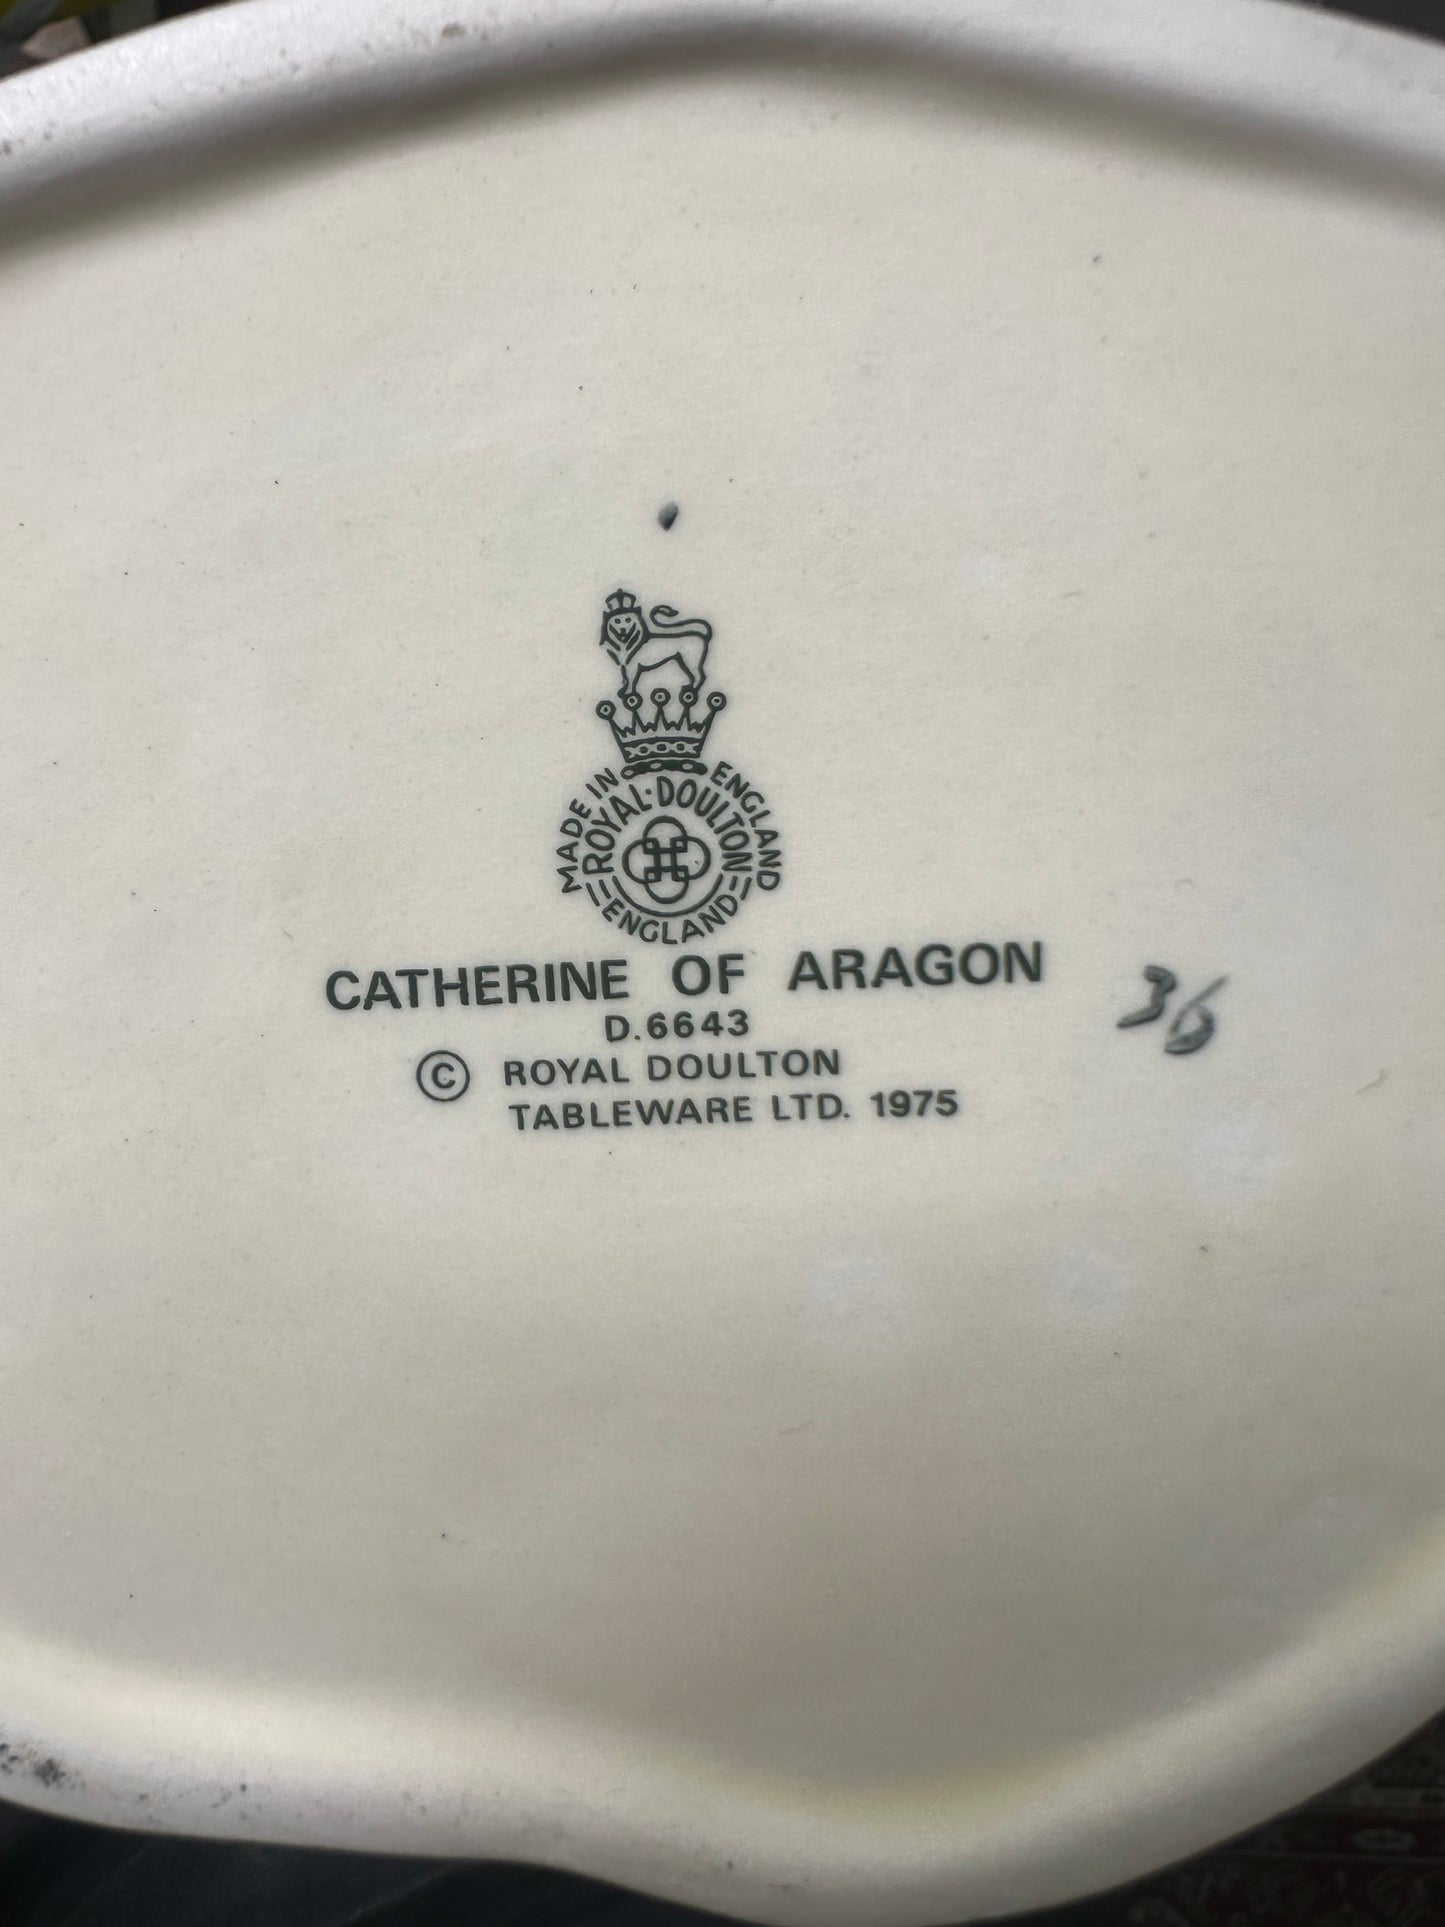 MADE IN ENGLAND
ROYAL·DOULTON
ENGLAND
CATHERINE OF ARAGON
D.6643
© ROYAL DOULTON
TABLEWARE LTD. 1975
36